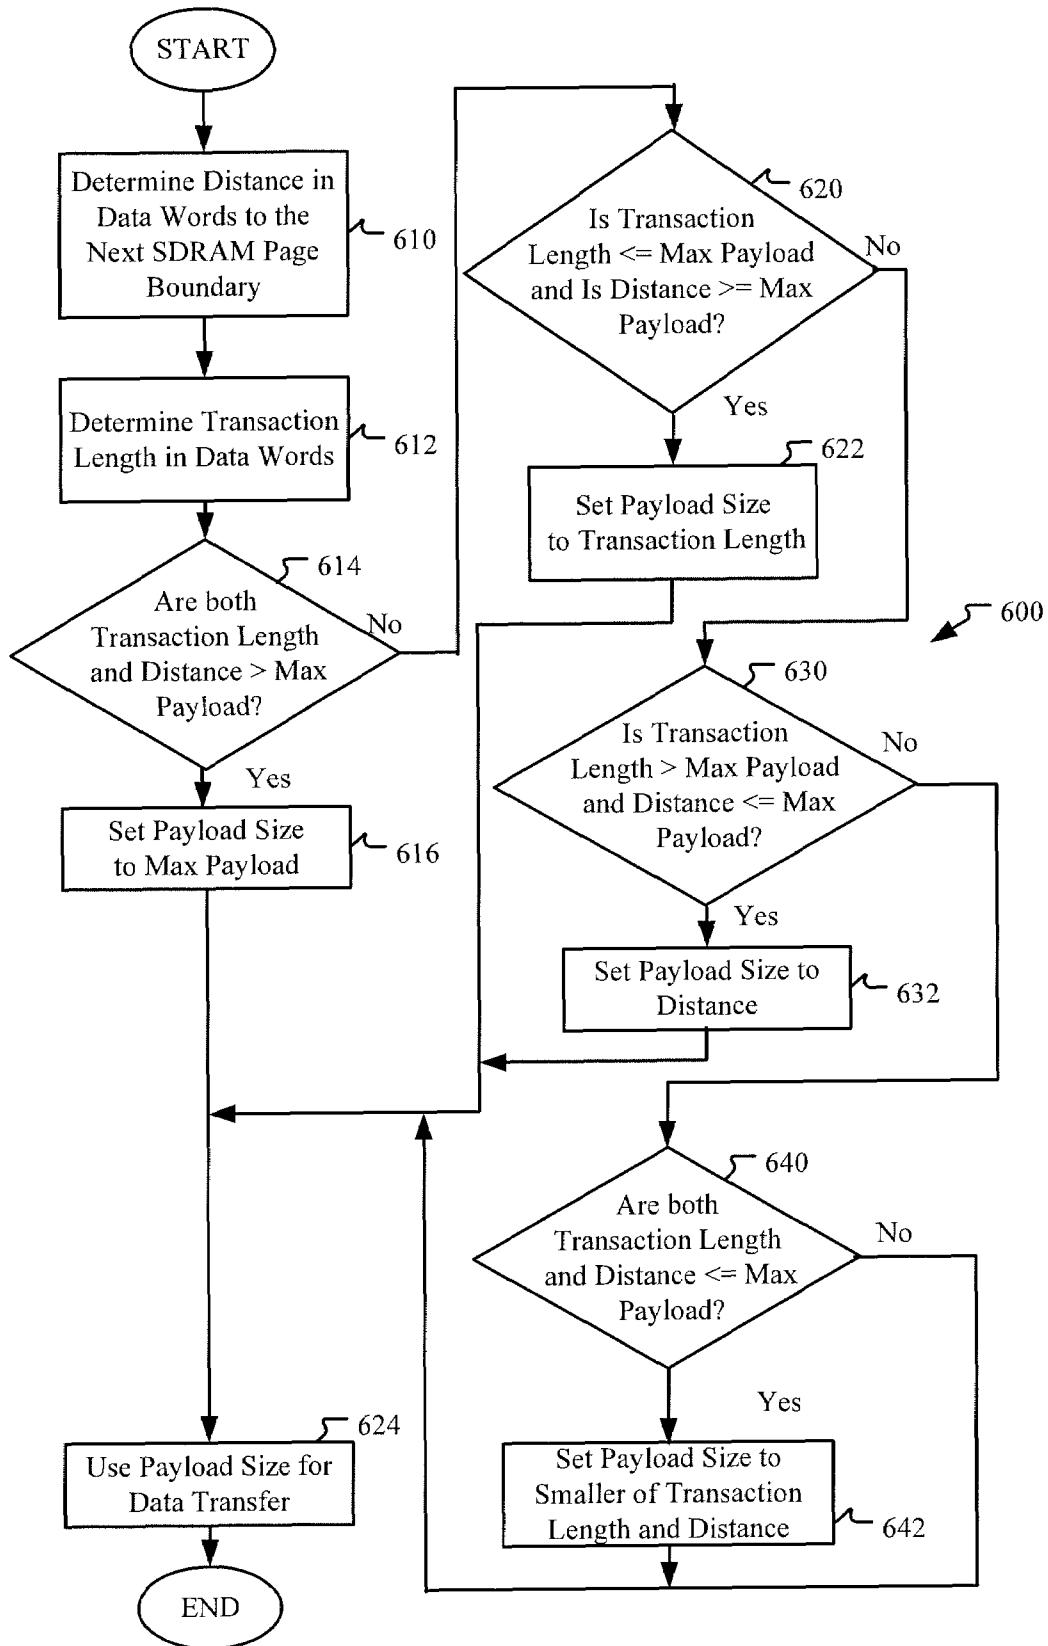 START
Determine Distance in
Data Words to the
Next SDRAM Page
Boundary
610
Determine Transaction
Length in Data Words
612
614
Are both
Transaction Length
and Distance > Max
Payload?
No
Yes
Set Payload Size
to Max Payload
616
620
Is Transaction
Length <= Max Payload
and Is Distance >= Max
Payload?
No
Yes
622
Set Payload Size
to Transaction Length
600
630
Is Transaction
Length > Max Payload
and Distance <= Max
Payload?
No
Yes
Set Payload Size to
Distance
632
640
Are both
Transaction Length
and Distance <= Max
Payload?
No
Yes
Set Payload Size to
Smaller of Transaction
Length and Distance
642
624
Use Payload Size for
Data Transfer
END